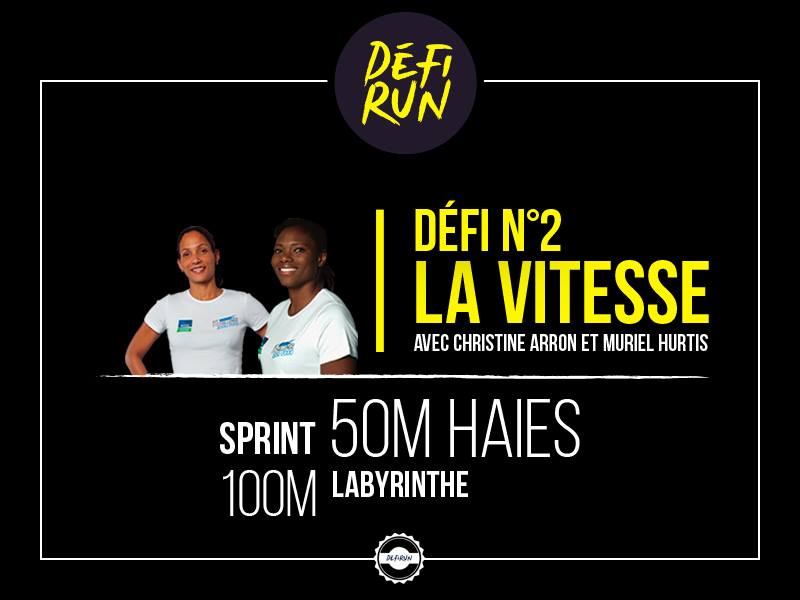 DÉFI
RUN
DÉFI N°2
LA VITESSE
AVEC CHRISTINE ARRON ET MURIEL HURTIS
SPRINT 50M HAIES
100M LABYRINTHE
DÉFIRUN